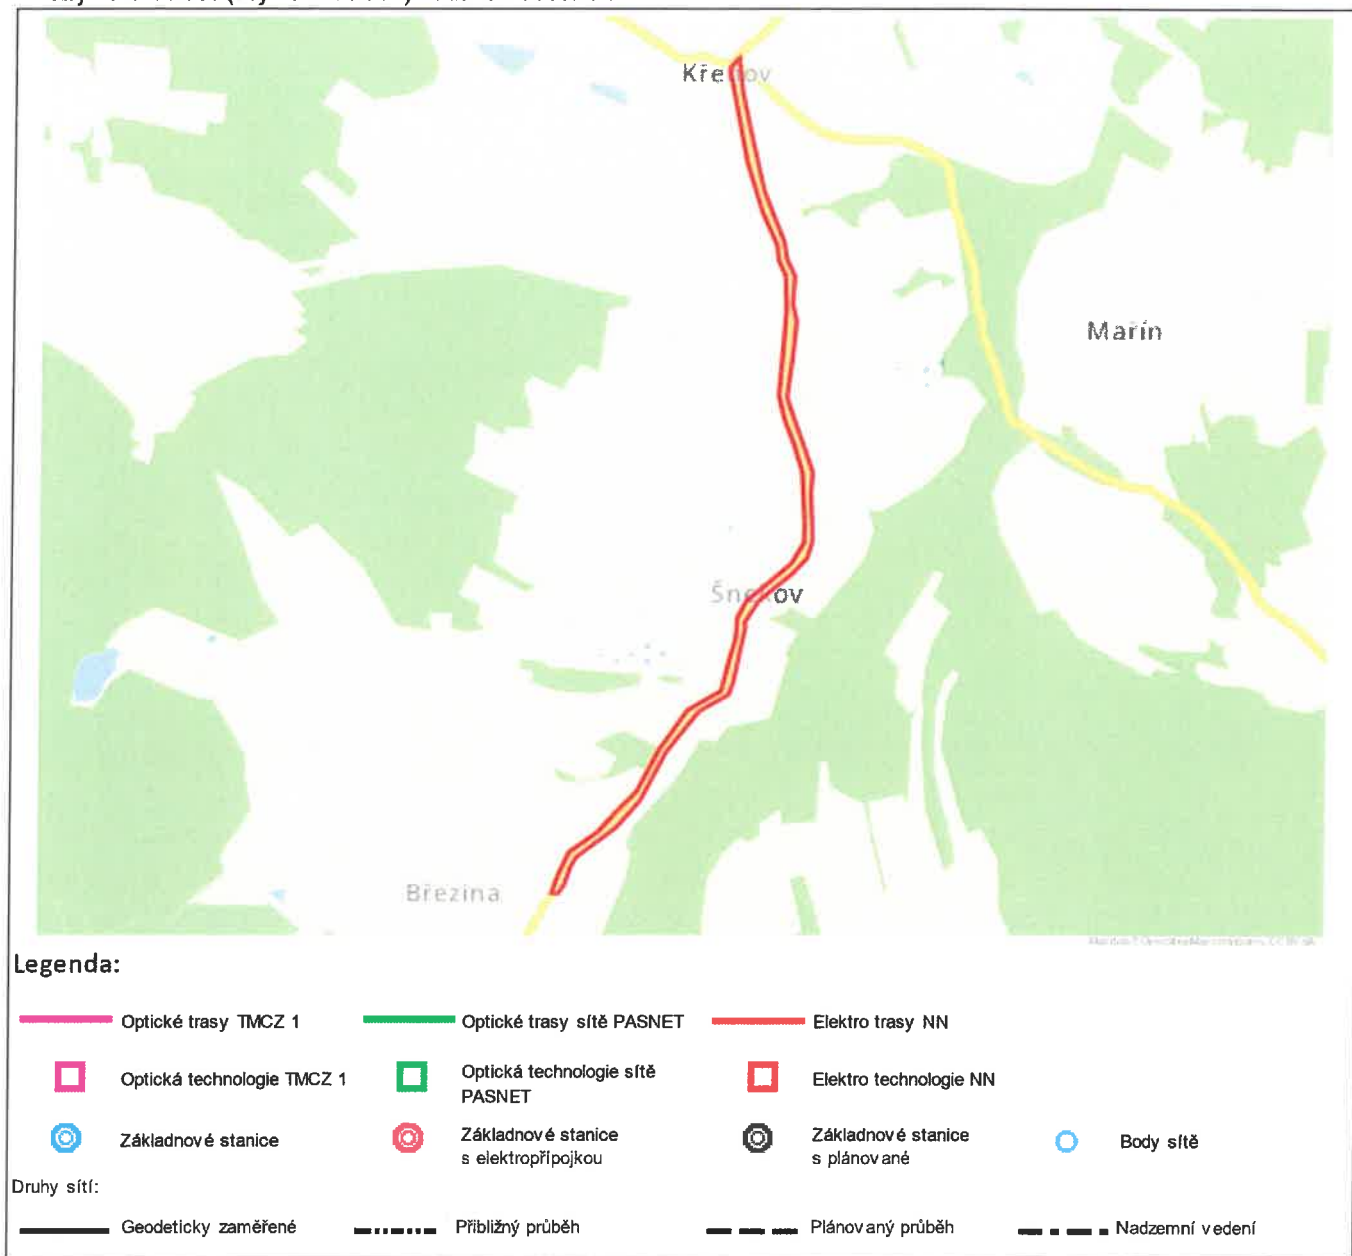 Mařín
Březina
Legenda:
Optické trasy TMCZ 1
Optické trasy sítě PASNET
Elektro trasy NN
Optická technologie TMCZ 1
Optická technologie sítě
PASNET
Elektro technologie NN
Základnové stanice
Základnové stanice
s elektropřípojkou
Základnové stanice
s plánované
Body sítě
Druhy sítí:
Geodeticky zaměřené
Přibližný průběh
Plánovaný průběh
Nadzemní vedení